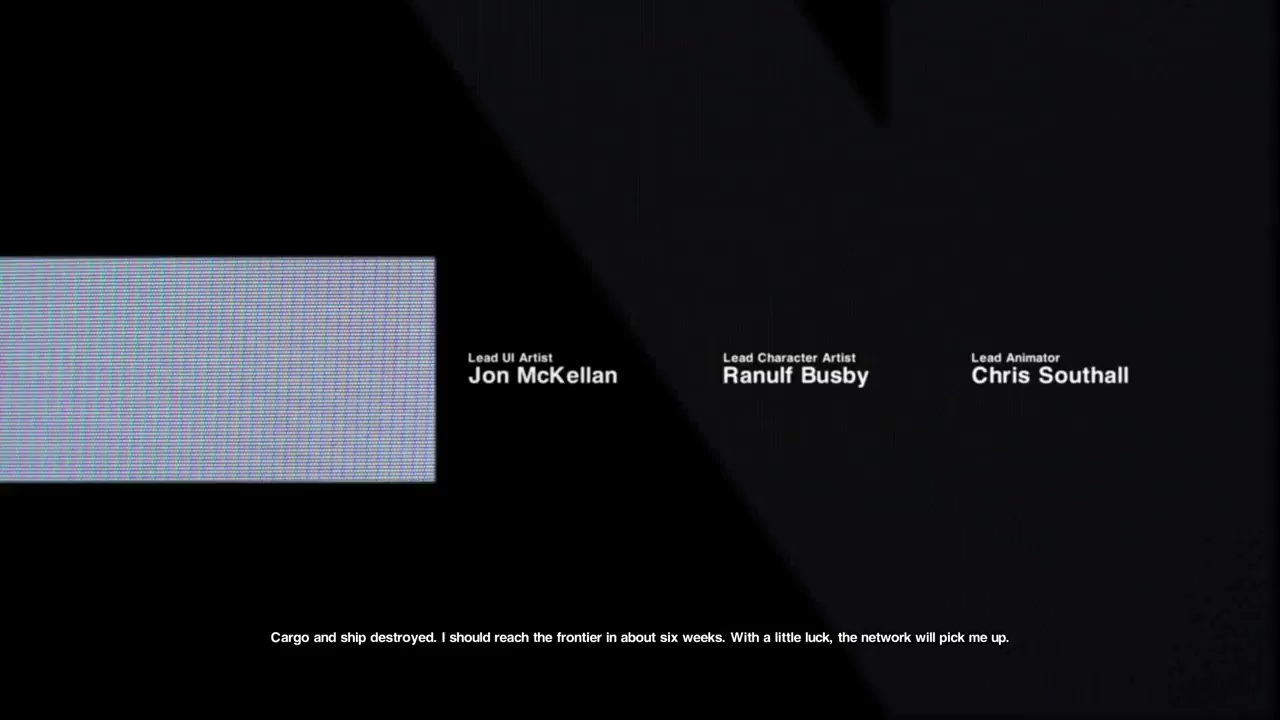 Lead UI Artist
Jon McKellan
Lead Character Artist
Ranulf Busby
Lead Animator
Chris Southall
Cargo and ship destroyed. I should reach the frontier in about six weeks. With a little luck, the network will pick me up.